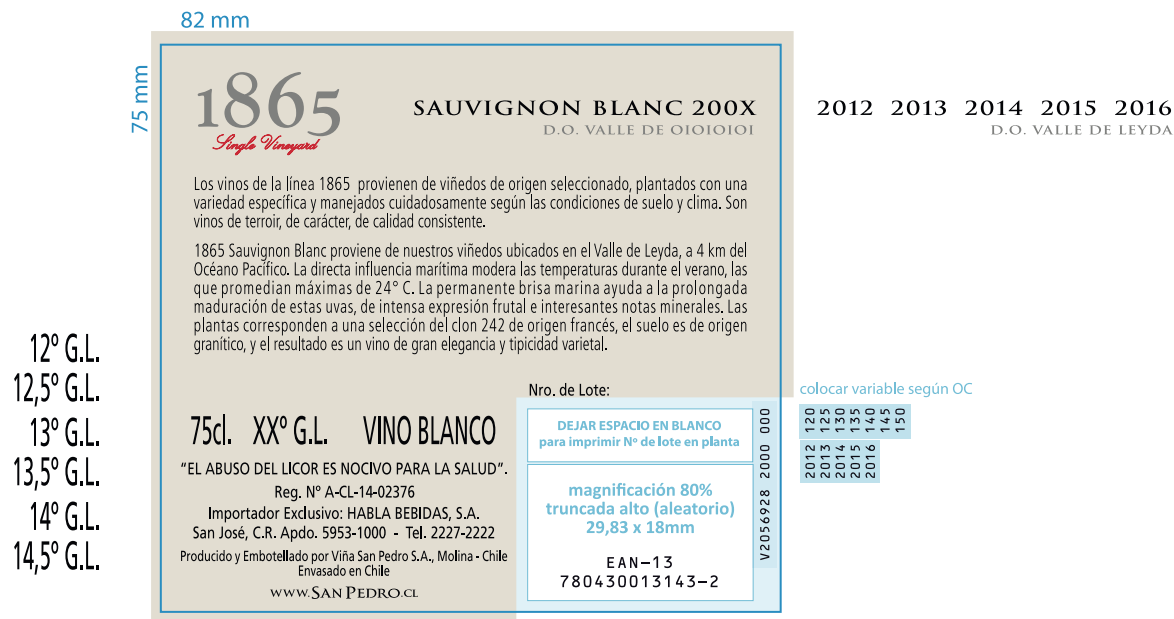 82 mm
75 mm
1865
Single Vineyard
SAUVIGNON BLANC 200X
D.O. VALLE DE OIOIOIOI
2012 2013 2014 2015 2016
D.O. VALLE DE LEYDA
Los vinos de la línea 1865 provienen de viñedos de origen seleccionado, plantados con una
variedad específica y manejados cuidadosamente según las condiciones de suelo y clima. Son
vinos de terroir, de carácter, de calidad consistente.
1865 Sauvignon Blanc proviene de nuestros viñedos ubicados en el Valle de Leyda, a 4 km del
Océano Pacífico. La directa influencia marítima modera las temperaturas durante el verano, las
que promedian máximas de 24° C. La permanente brisa marina ayuda a la prolongada
maduración de estas uvas, de intensa expresión frutal e interesantes notas minerales. Las
plantas corresponden a una selección del clon 242 de origen francés, el suelo es de origen
granítico, y el resultado es un vino de gran elegancia y tipicidad varietal.
12º G.L.
12,5º G.L.
13º G.L.
13,5º G.L.
14º G.L.
14,5º G.L.
75cl. XXº G.L. VINO BLANCO
"EL ABUSO DEL LICOR ES NOCIVO PARA LA SALUD".
Reg. N° A-CL-14-02376
Importador Exclusivo: HABLA BEBIDAS, S.A.
San José, C.R. Apdo. 5953-1000 - Tel. 2227-2222
Producido y Embotellado por Viña San Pedro S.A., Molina - Chile
Envasado en Chile
WWW.SAN PEDRO.CL
Nro. de Lote:
DEJAR ESPACIO EN BLANCO
para imprimir Nº de lote en planta
magnificación 80%
truncada alto (aleatorio)
29,83 x 18mm
EAN-13
780430013143-2
V2056928 2000 000
colocar variable según OC
120
125
130
135
140
145
150
2012
2013
2014
2015
2016